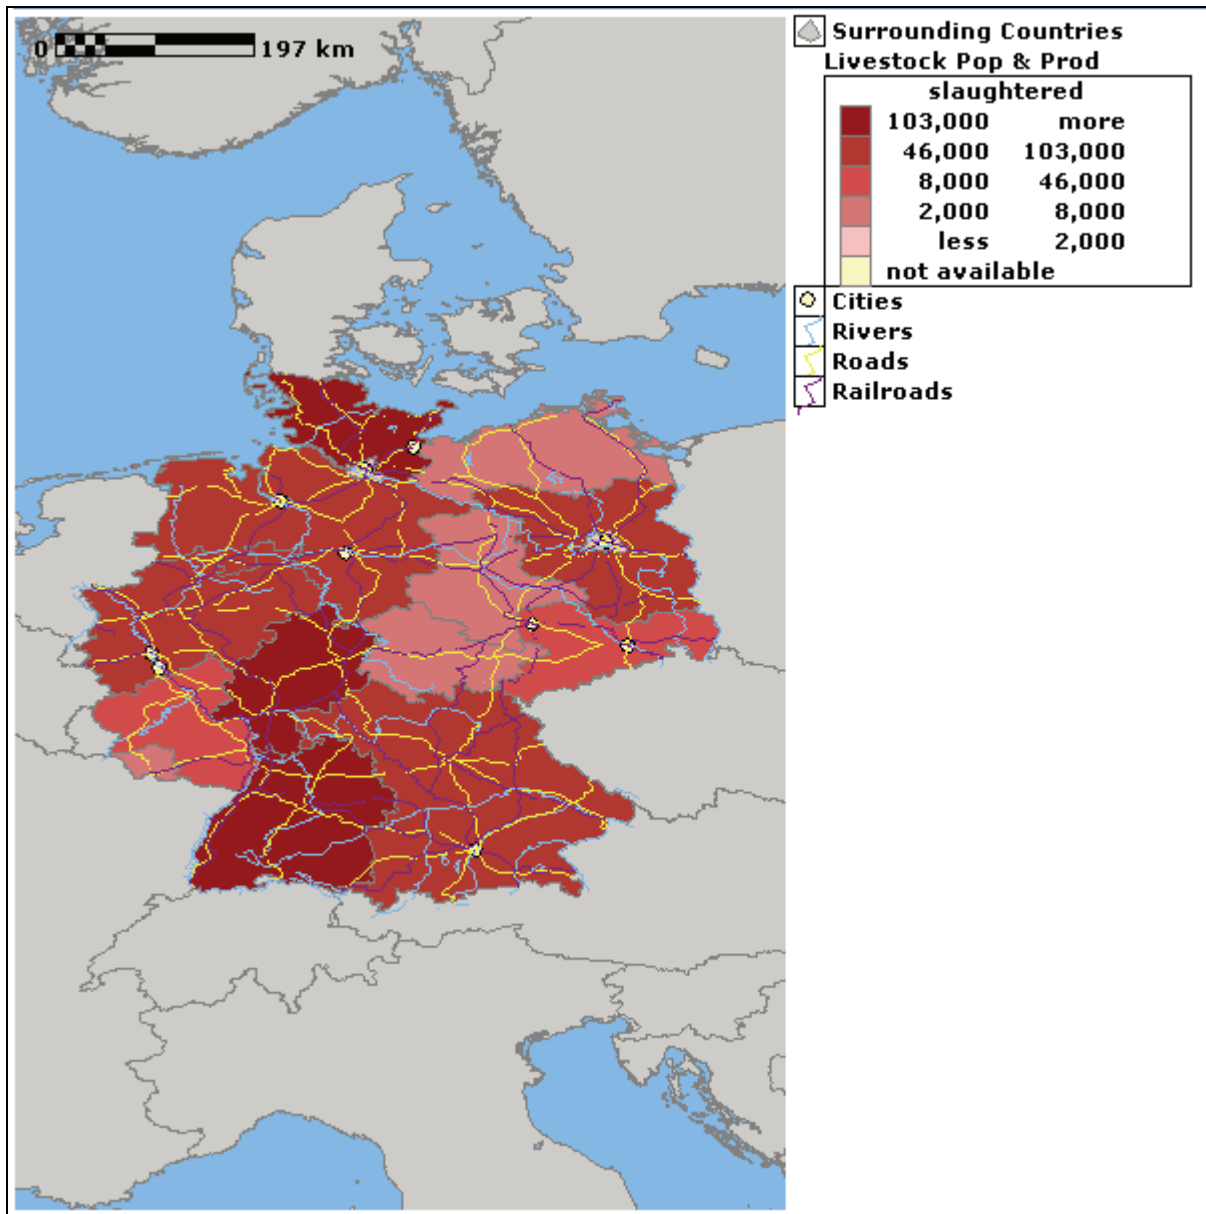 0 197 km
Surrounding Countries
Livestock Pop & Prod
slaughtered
103,000 more
46,000 103,000
8,000 46,000
2,000 8,000
less 2,000
not available
Cities
Rivers
Roads
Railroads